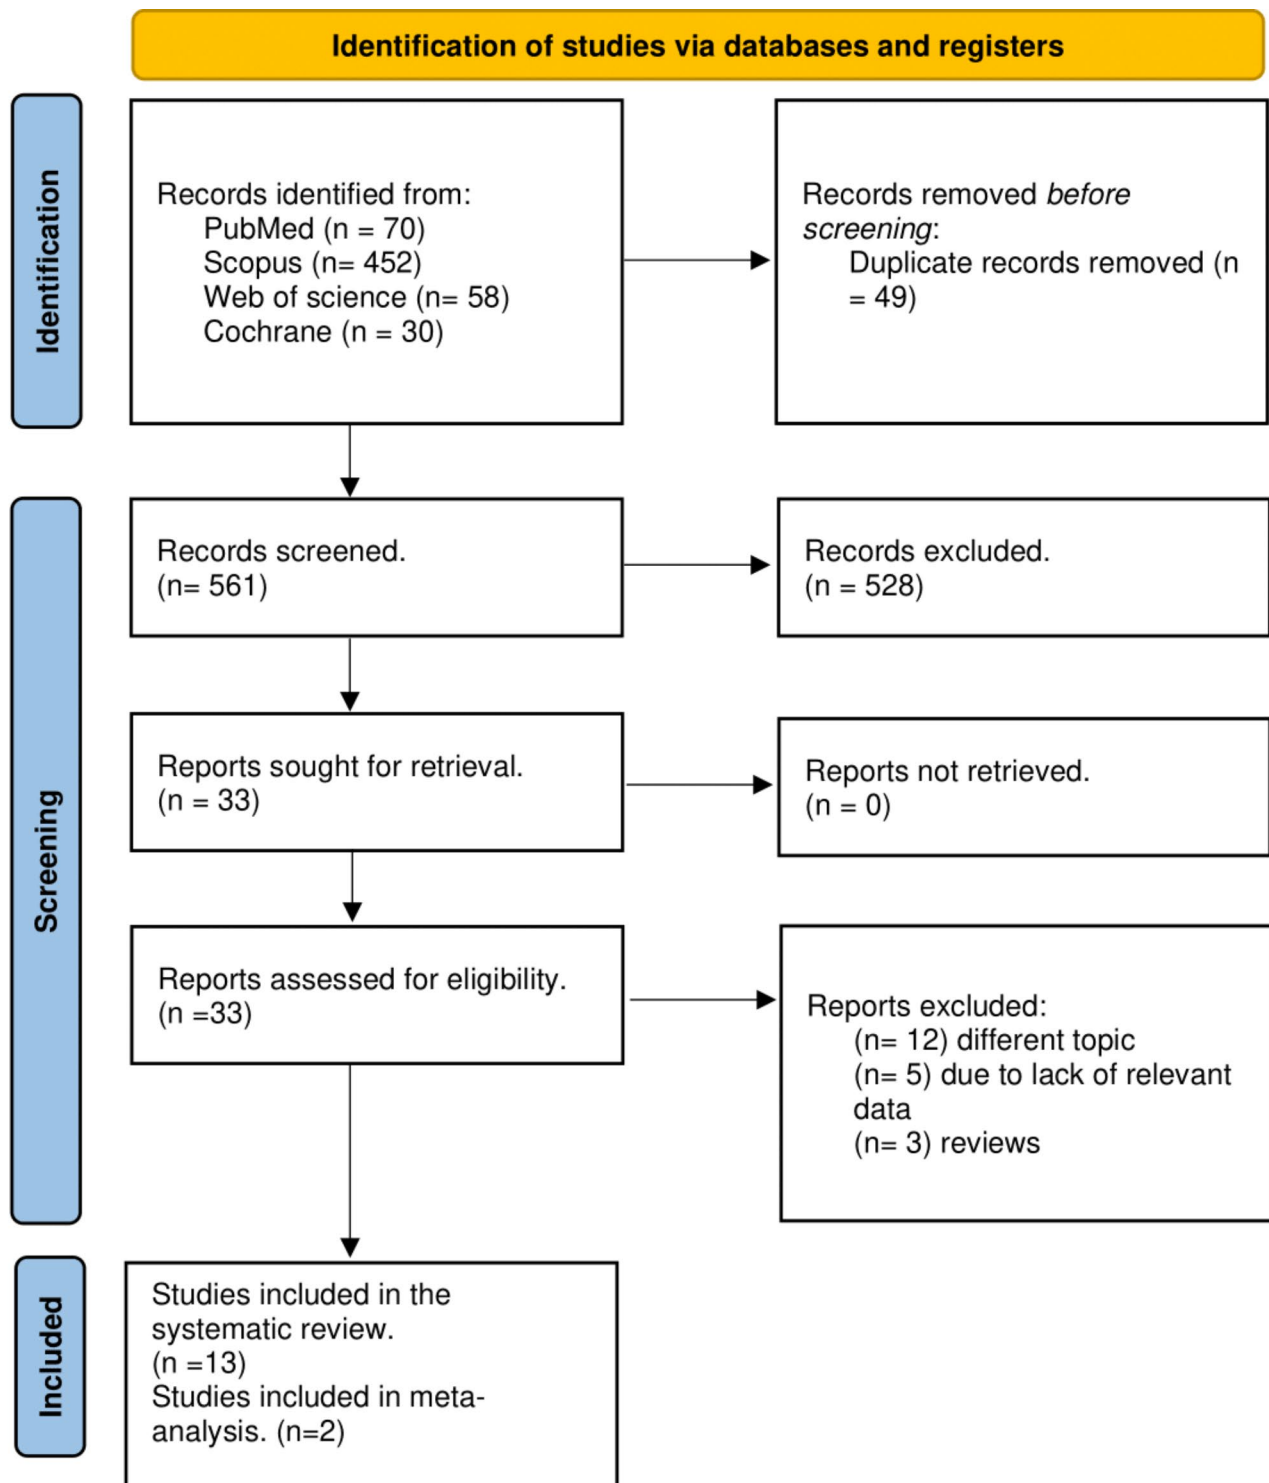 Identification of studies via databases and registers
Identification
Records identified from:
PubMed (n = 70)
Scopus (n= 452)
Web of science (n= 58)
Cochrane (n = 30)
Records removed before
screening:
Duplicate records removed (n
= 49)
Screening
Records screened.
(n= 561)
Records excluded.
(n = 528)
Reports sought for retrieval.
(n = 33)
Reports not retrieved.
(n = 0)
Reports assessed for eligibility.
(n =33)
Reports excluded:
(n= 12) different topic
(n= 5) due to lack of relevant
data
(n= 3) reviews
Included
Studies included in the
systematic review.
(n =13)
Studies included in meta-
analysis. (n=2)